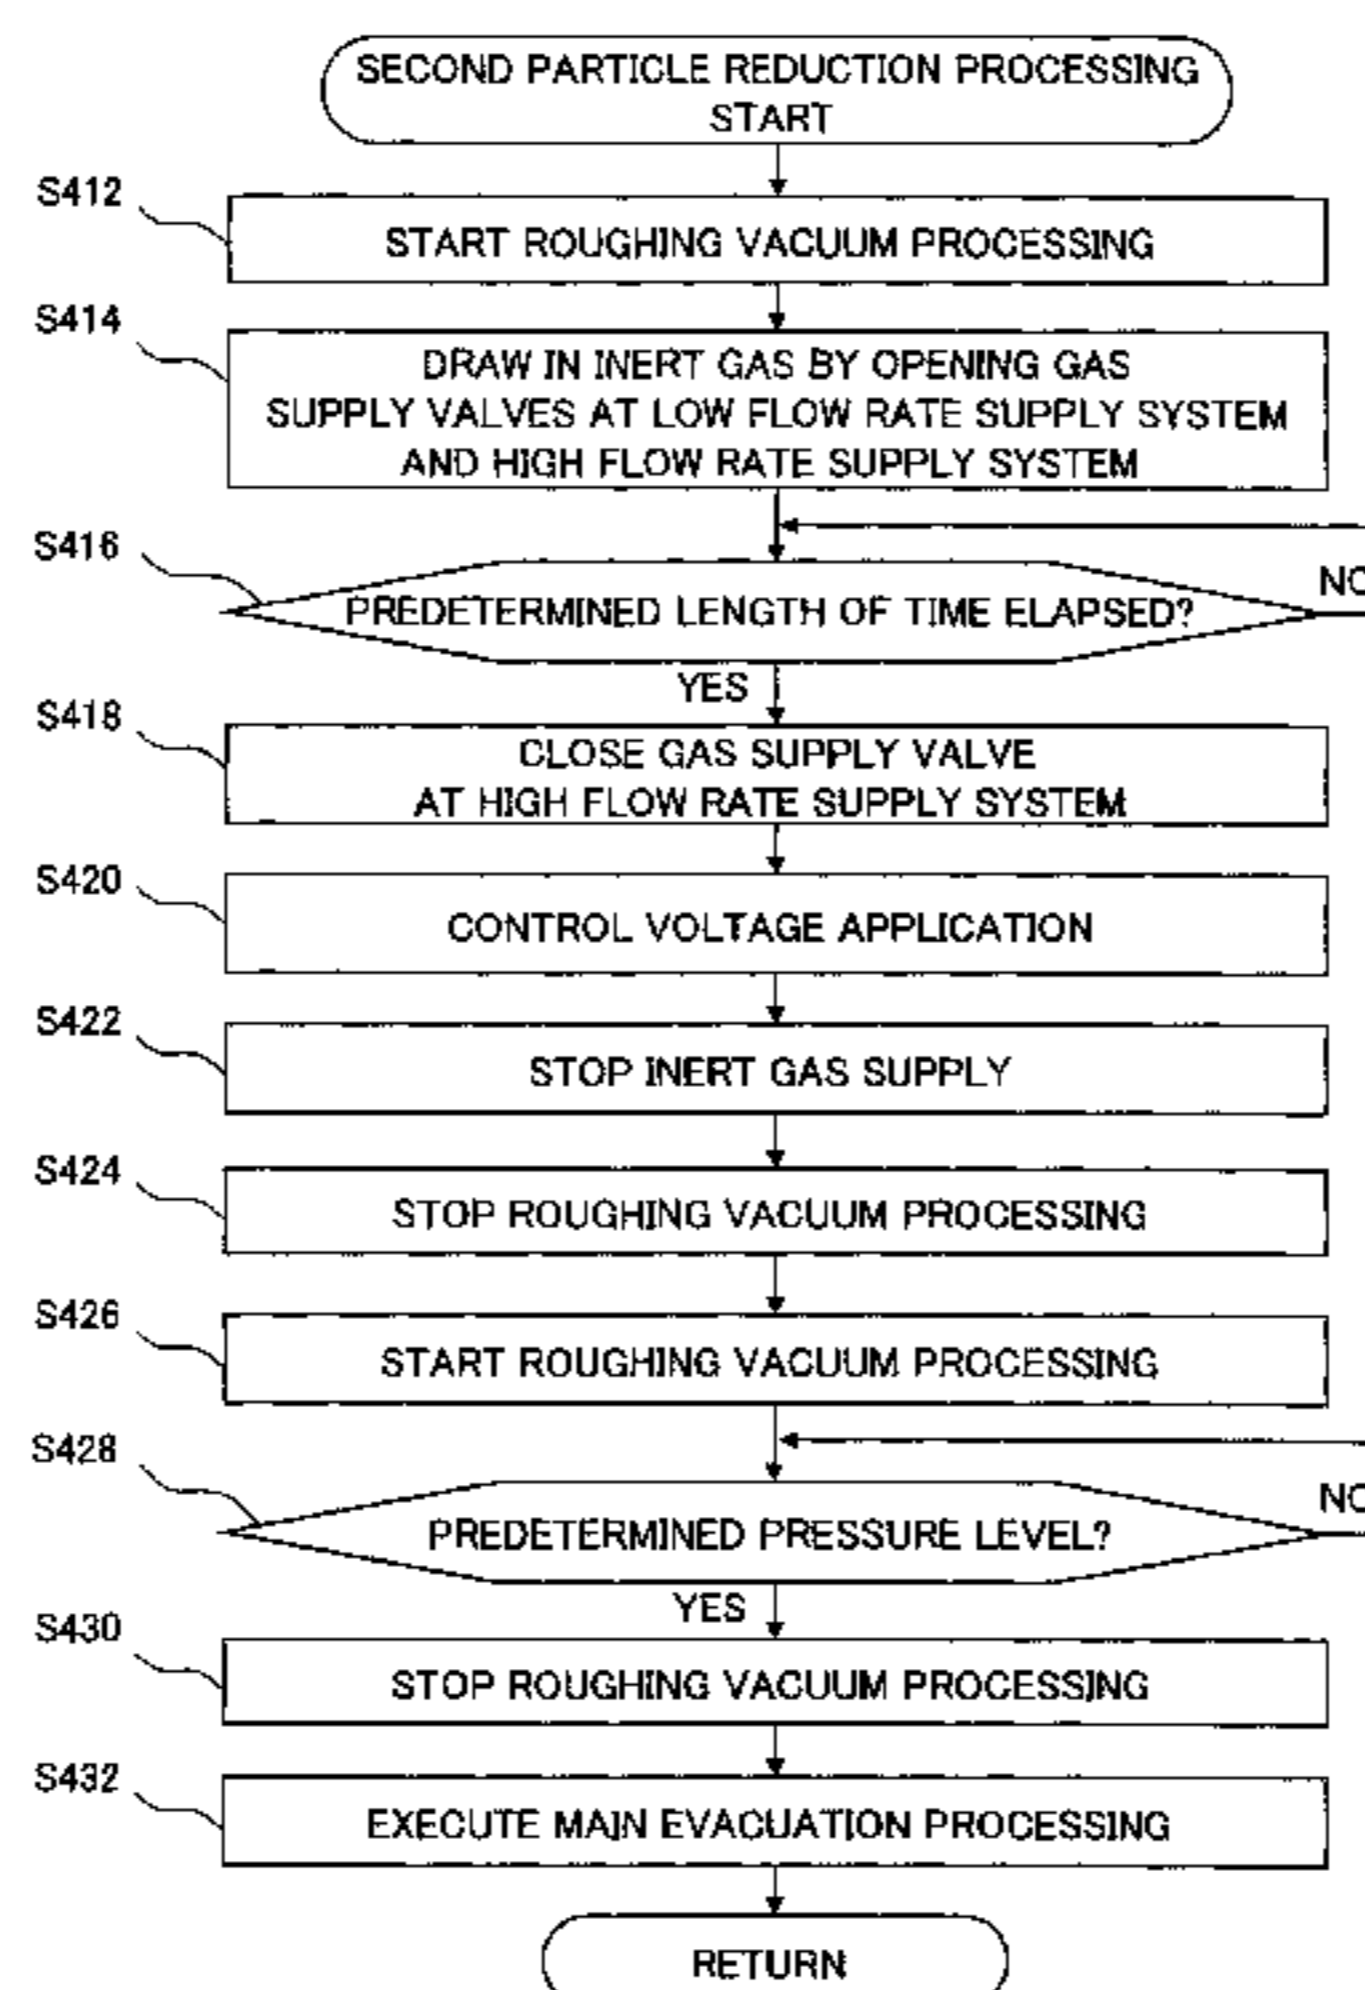 SECOND PARTICLE REDUCTION PROCESSING
START
S412
START ROUGHING VACUUM PROCESSING
S414
DRAW IN INERT GAS BY OPENING GAS
SUPPLY VALVES AT LOW FLOW RATE SUPPLY SYSTEM
AND HIGH FLOW RATE SUPPLY SYSTEM
S416
NO
PREDETERMINED LENGTH OF TIME ELAPSED?
YES
S418
CLOSE GAS SUPPLY VALVE
AT HIGH FLOW RATE SUPPLY SYSTEM
S420
CONTROL VOLTAGE APPLICATION
S422
STOP INERT GAS SUPPLY
S424
STOP ROUGHING VACUUM PROCESSING
S426
START ROUGHING VACUUM PROCESSING
S428
NO
PREDETERMINED PRESSURE LEVEL?
YES
S430
STOP ROUGHING VACUUM PROCESSING
S432
EXECUTE MAIN EVACUATION PROCESSING
RETURN